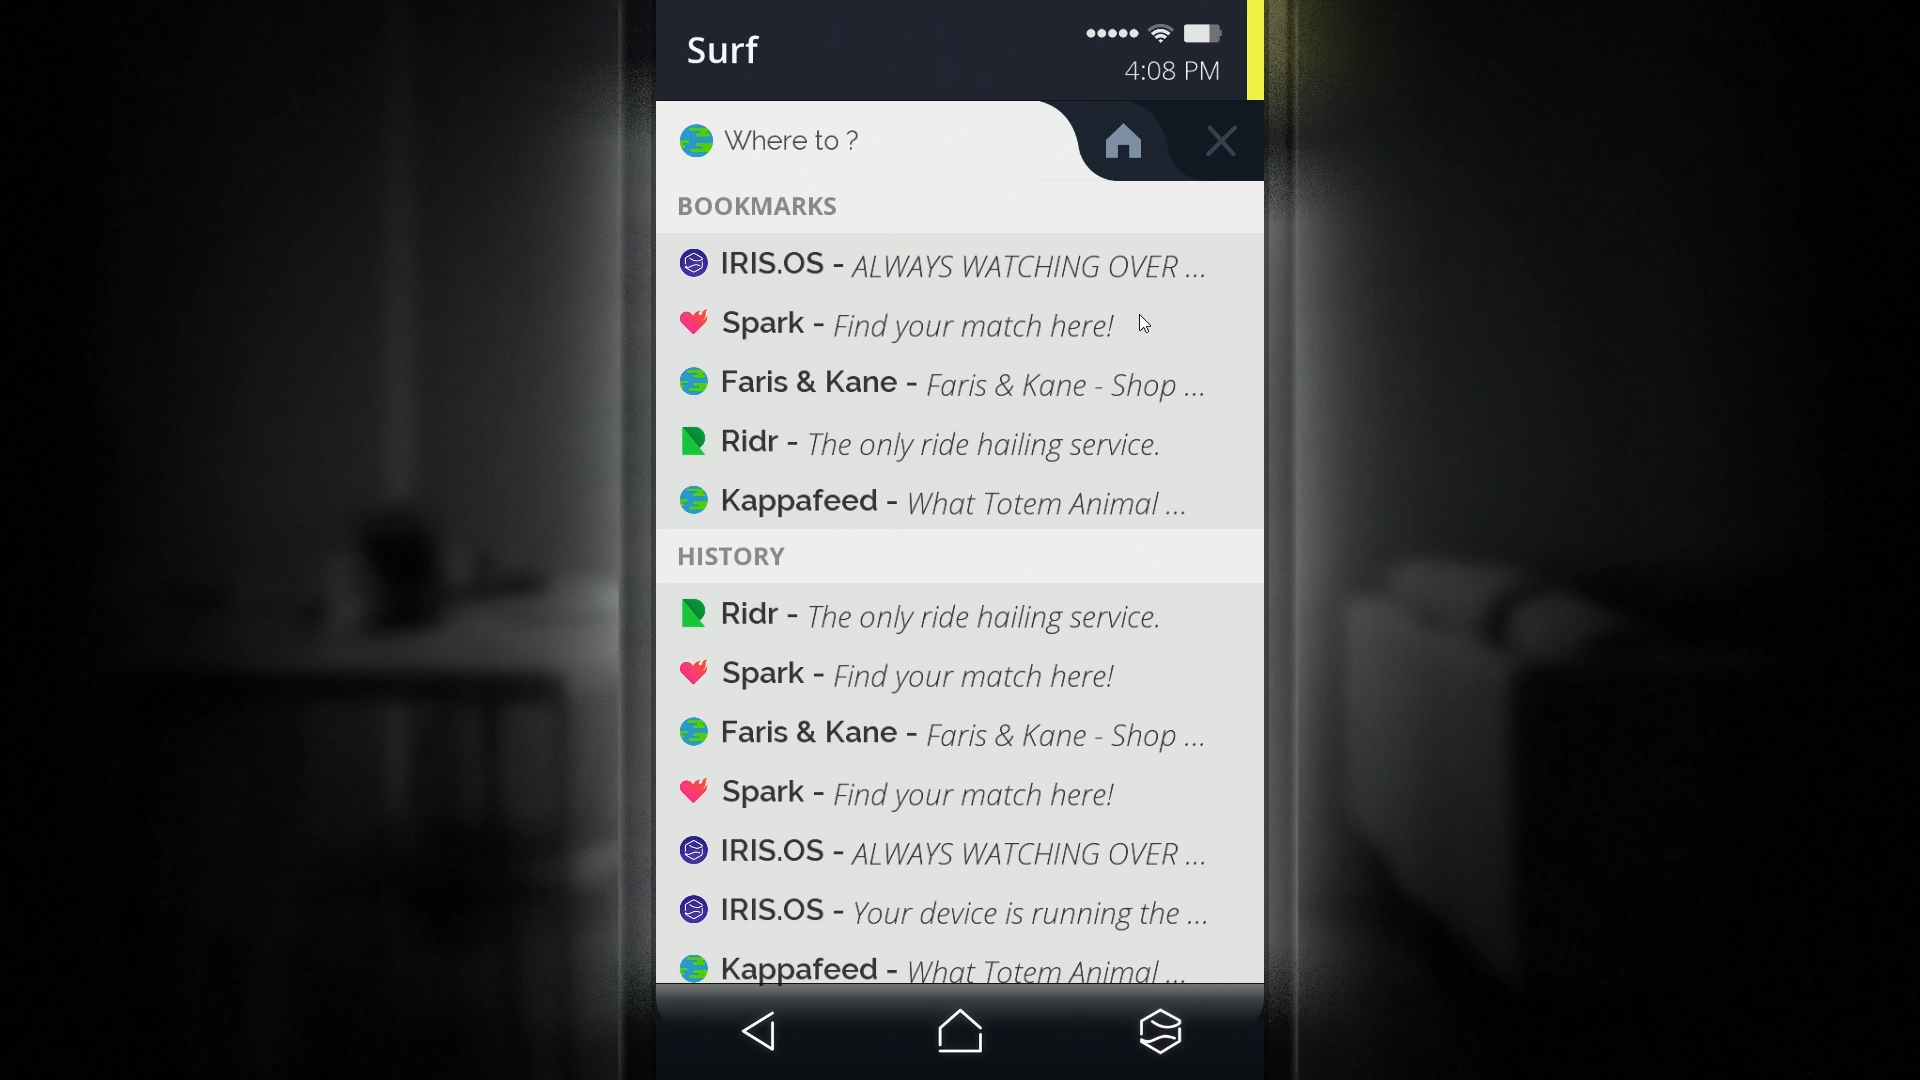 Surf
4:08 PM
Where to ?
BOOKMARKS
IRIS.OS - ALWAYS WATCHING OVER ...
Spark - Find your match here!
Faris & Kane - Faris & Kane - Shop ...
Ridr - The only ride hailing service.
Kappafeed - What Totem Animal ...
HISTORY
Ridr - The only ride hailing service.
Spark - Find your match here!
Faris & Kane - Faris & Kane - Shop ...
Spark - Find your match here!
IRIS.OS - ALWAYS WATCHING OVER ...
IRIS.OS - Your device is running the ...
Kappafeed - What Totem Animal ...